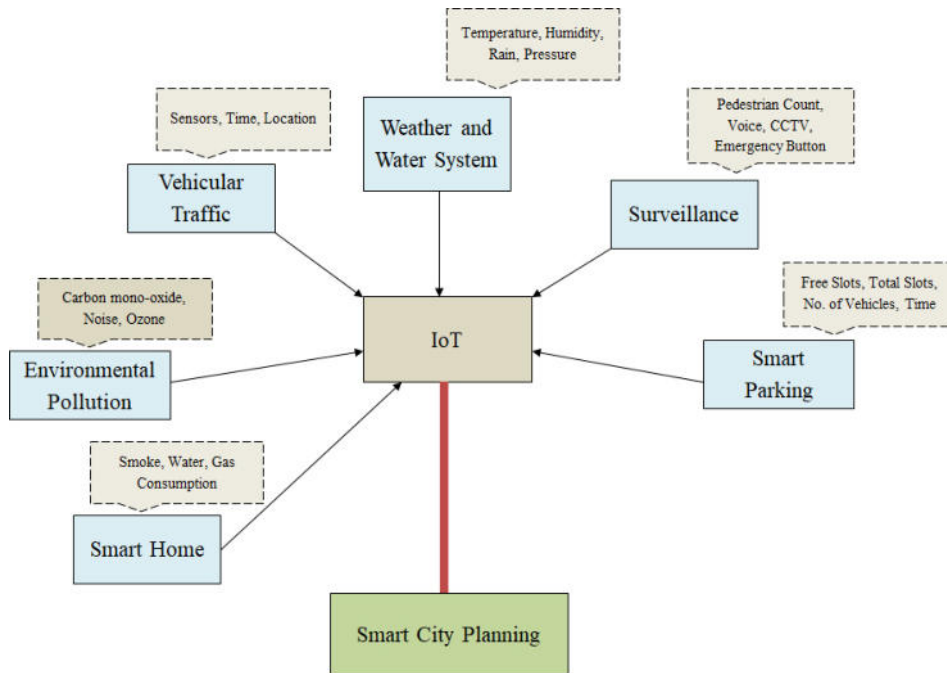 Temperature, Humidity,
Rain, Pressure
Weather and
Water System
Sensors, Time, Location
Vehicular
Traffic
Pedestrian Count,
Voice, CCTV,
Emergency Button
Surveillance
Carbon mono-oxide,
Noise, Ozone
Environmental
Pollution
IoT
Free Slots, Total Slots,
No. of Vehicles, Time
Smart
Parking
Smoke, Water, Gas
Consumption
Smart Home
Smart City Planning